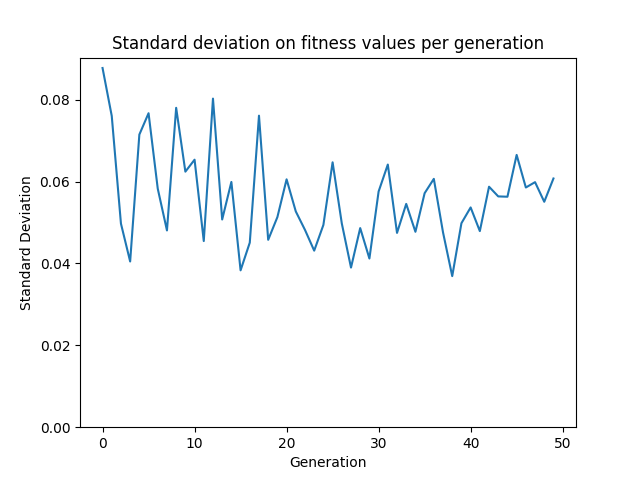 Standard deviation on fitness values per generation
0.08
0.06
0.04
0.02
0.00
Standard Deviation
0 10 20 30 40 50
Generation